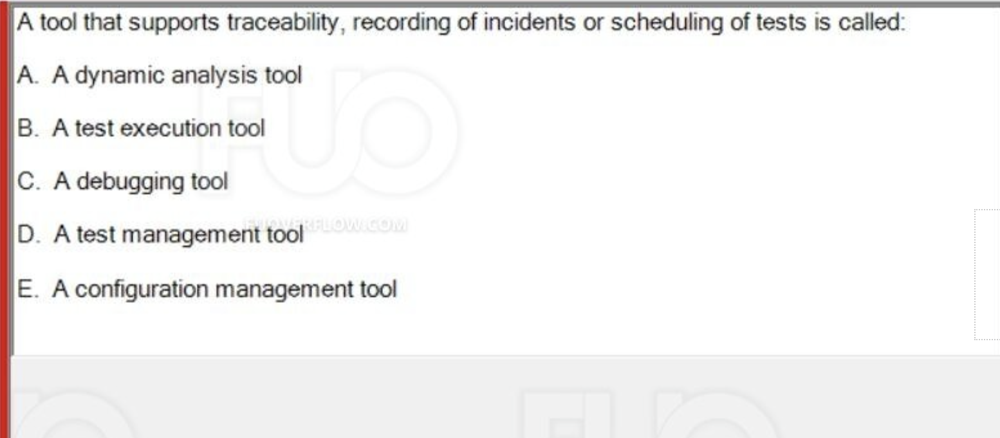 A tool that supports traceability, recording of incidents or scheduling of tests is called:
A. A dynamic analysis tool
B. A test execution tool
C. A debugging tool
FUOVERFLOW.COM
D. A test management tool
E. A configuration management tool